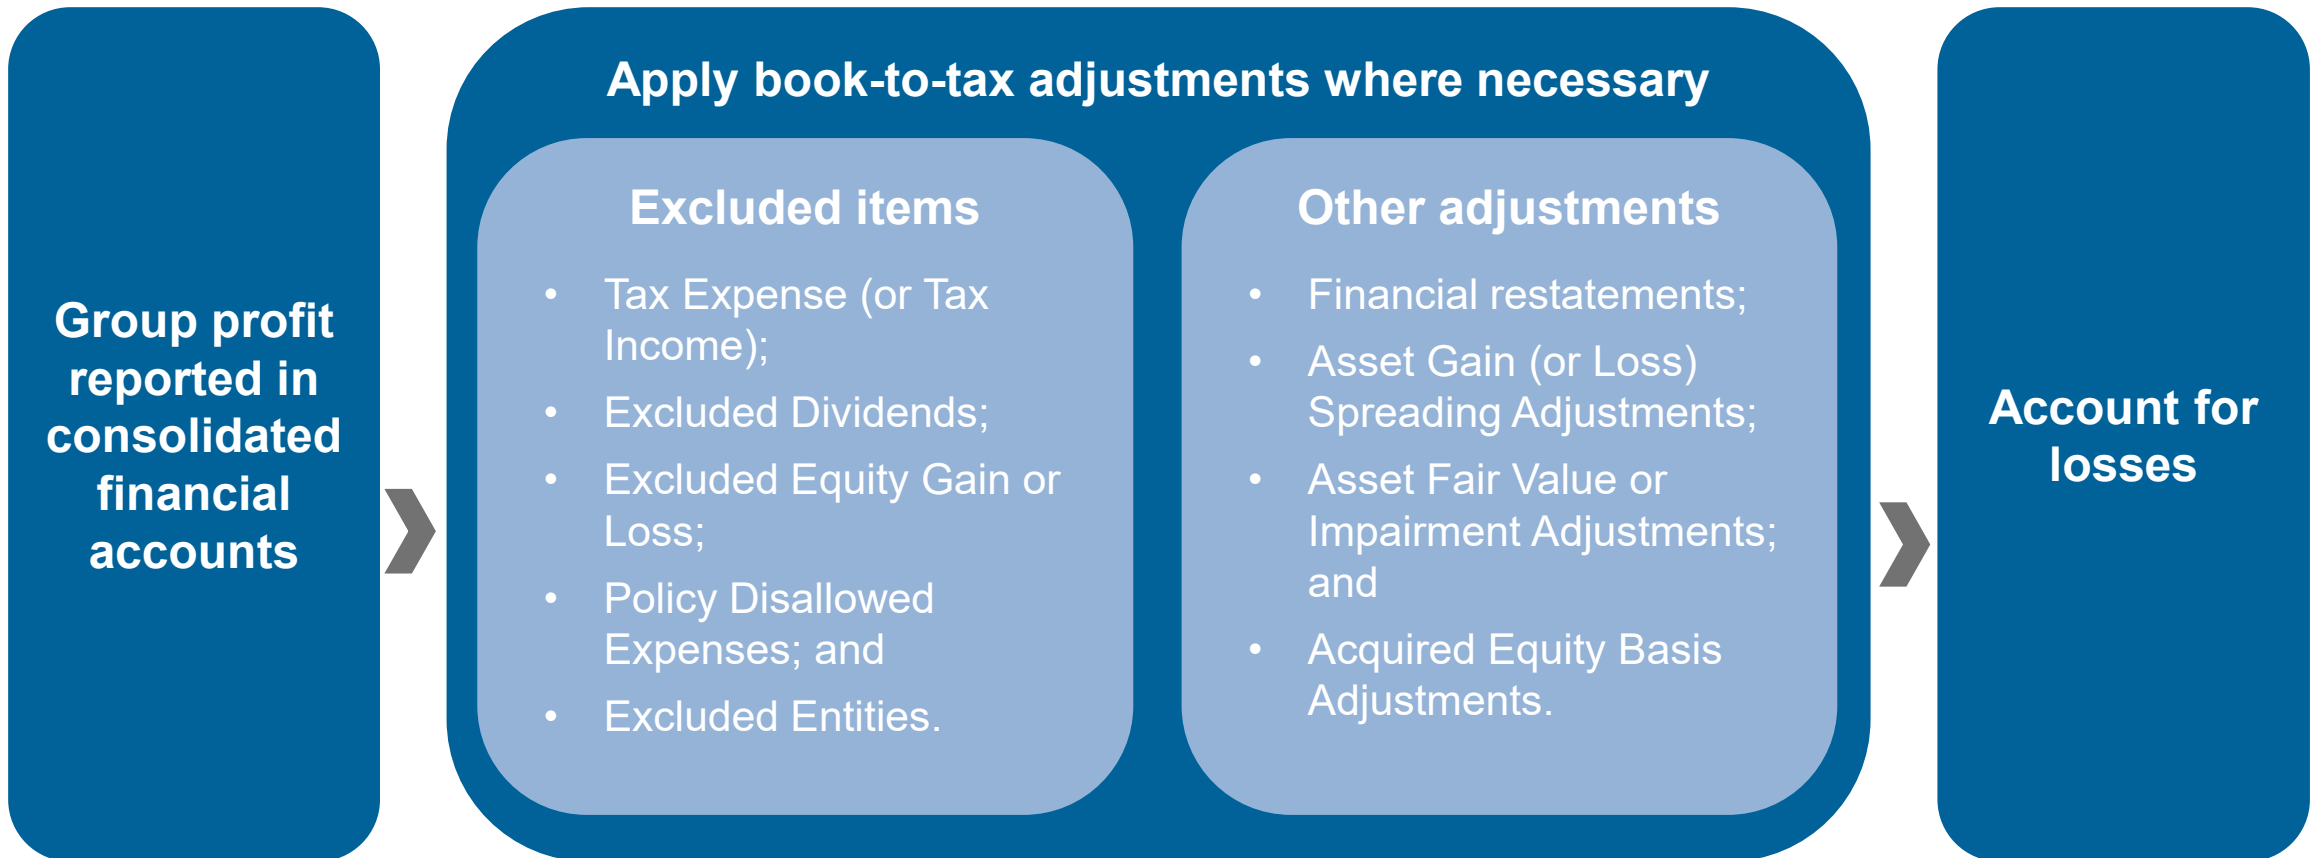 Group profit
reported in
consolidated
financial
accounts
Apply book-to-tax adjustments where necessary
Excluded items
• Tax Expense (or Tax
Income);
• Excluded Dividends;
• Excluded Equity Gain or
Loss;
• Policy Disallowed
Expenses; and
• Excluded Entities.
Other adjustments
• Financial restatements;
• Asset Gain (or Loss)
Spreading Adjustments;
• Asset Fair Value or
Impairment Adjustments;
and
• Acquired Equity Basis
Adjustments.
Account for
losses